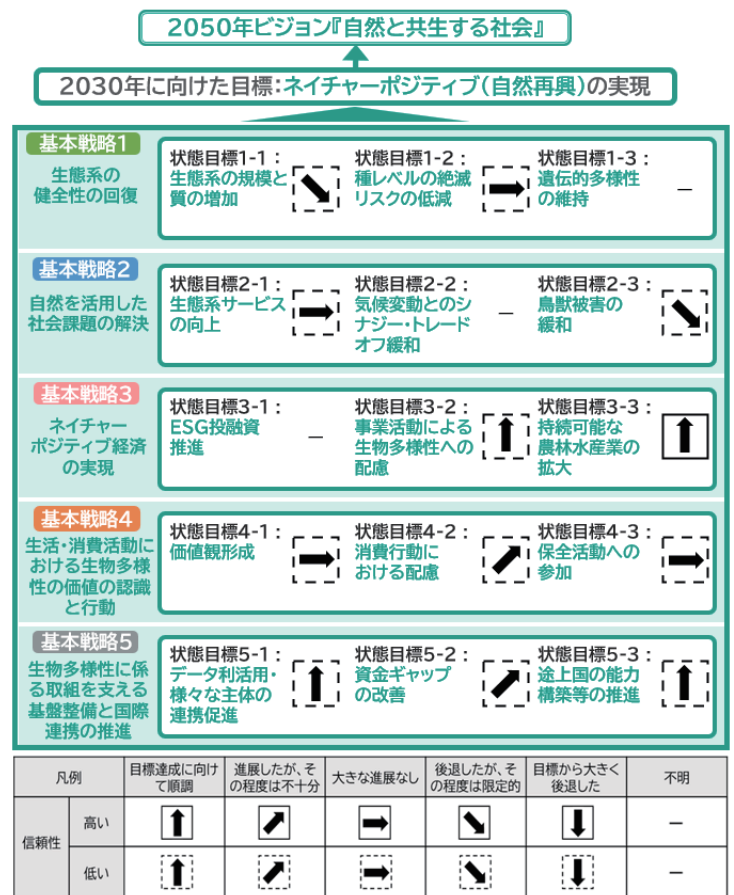 2050年ビジョン『自然と共生する社会』
2030年に向けた目標:ネイチャーポジティブ(自然再興)の実現
基本戦略1
生態系の
健全性の回復
状態目標1-1:
生態系の規模と
質の増加
状態目標1-2:
種レベルの絶滅
リスクの低減
状態目標1-3:
遺伝的多様性
の維持
－
基本戦略2
自然を活用した
社会課題の解決
状態目標2-1:
生態系サービス
の向上
状態目標2-2:
気候変動とのシ
ナジー・トレード
オフ緩和
－
状態目標2-3:
鳥獣被害の
緩和
基本戦略3
ネイチャー
ポジティブ経済
の実現
状態目標3-1:
ESG投融資
推進
－
状態目標3-2:
事業活動による
生物多様性への
配慮
状態目標3-3:
持続可能な
農林水産業の
拡大
基本戦略4
生活・消費活動に
おける生物多様
性の価値の認識
と行動
状態目標4-1:
価値観形成
状態目標4-2:
消費行動に
おける配慮
状態目標4-3:
保全活動への
参加
基本戦略5
生物多様性に係
る取組を支える
基盤整備と国際
連携の推進
状態目標5-1:
データ利活用・
様々な主体の
連携促進
状態目標5-2:
資金ギャップ
の改善
状態目標5-3:
途上国の能力
構築等の推進
凡例
目標達成に向け
て順調
進展したが、そ
の程度は不十分
大きな進展なし
後退したが、そ
の程度は限定的
目標から大きく
後退した
不明
信頼性
高い
－
低い
－